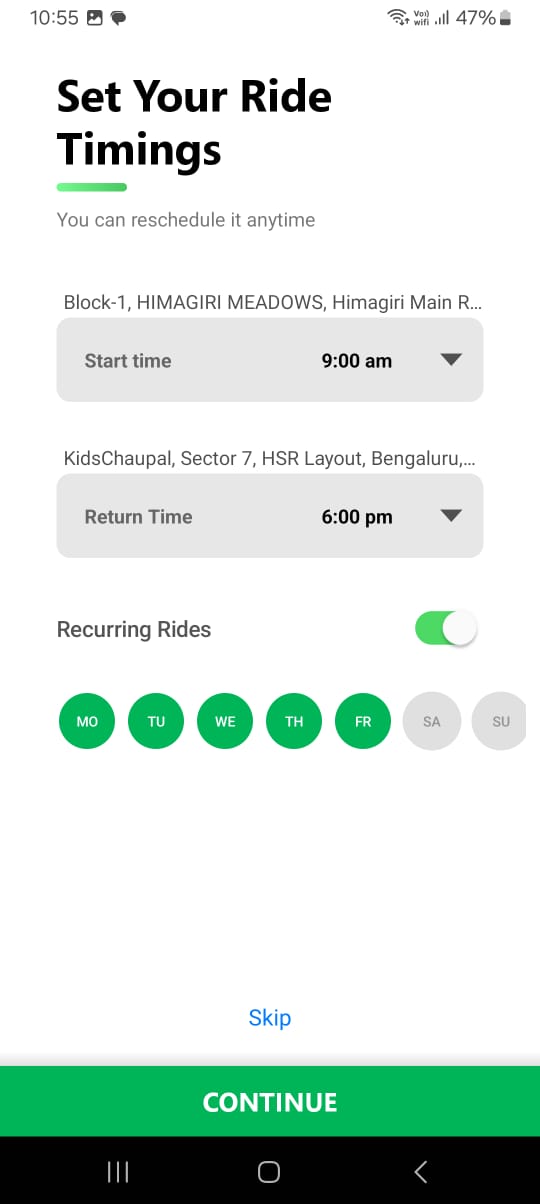 10:55 Vo) wifi 47%
Set Your Ride
Timings
You can reschedule it anytime
Block-1, HIMAGIRI MEADOWS, Himagiri Main R...
Start time 9:00 am
KidsChaupal, Sector 7, HSR Layout, Bengaluru,...
Return Time 6:00 pm
Recurring Rides
MO TU WE TH FR SA SU
Skip
CONTINUE